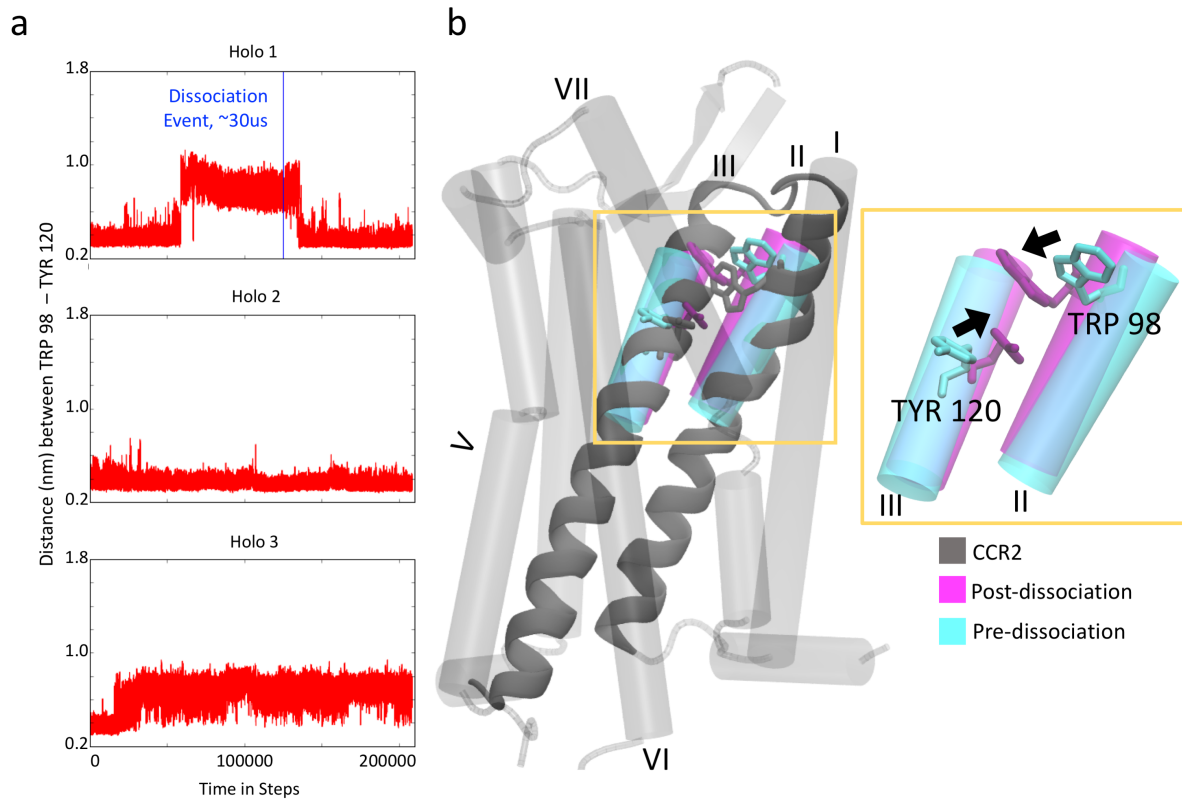 a
Distance (nm) between TRP 98 – TYR 120
Holo 1
1.8
1.0
0.2
Dissociation
Event, ~30us
Holo 2
1.8
1.0
0.2
Holo 3
1.8
1.0
0.2
0
100000
200000
Time in Steps
b
VII
III
II
I
V
VI
TRP 98
TYR 120
III
II
CCR2
Post-dissociation
Pre-dissociation